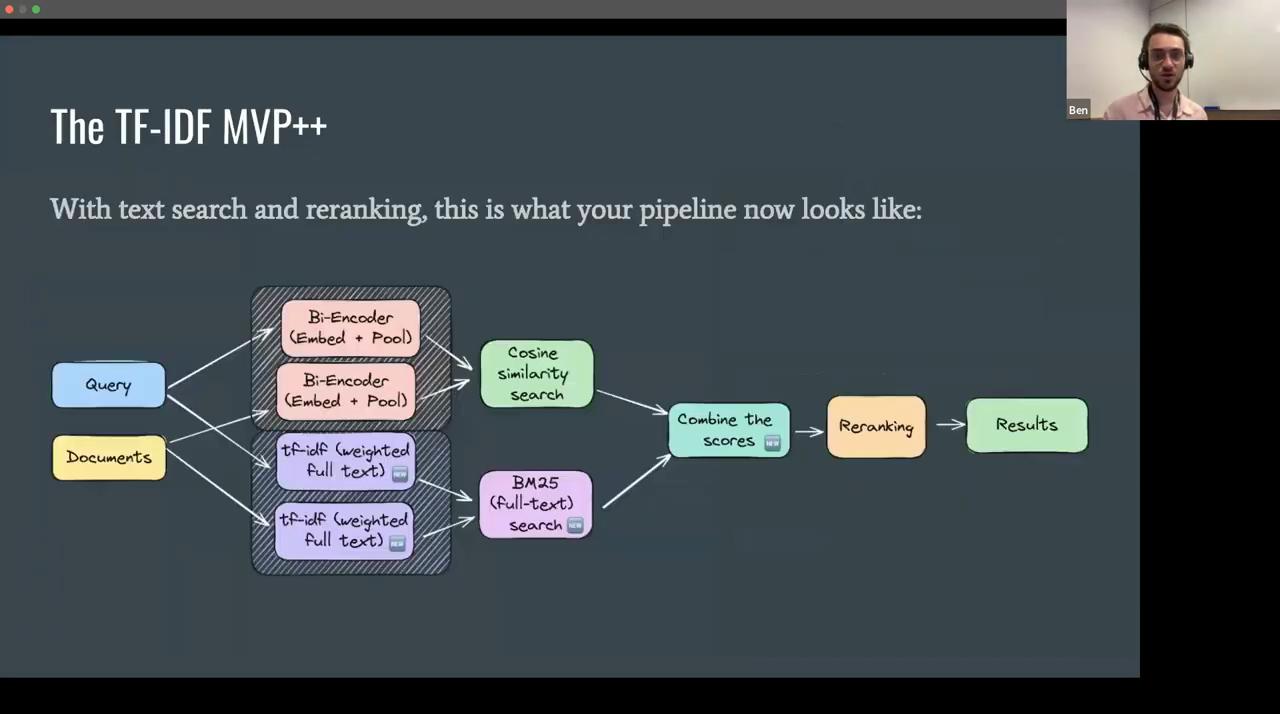 Ben
The TF-IDF MVP++
With text search and reranking, this is what your pipeline now looks like:
Query
Documents
Bi-Encoder
(Embed + Pool)
Bi-Encoder
(Embed + Pool)
tf-idf (weighted
full text) NEW
tf-idf (weighted
full text) NEW
Cosine
similarity
search
BM25
(full-text)
search NEW
Combine the
scores NEW
Reranking
Results